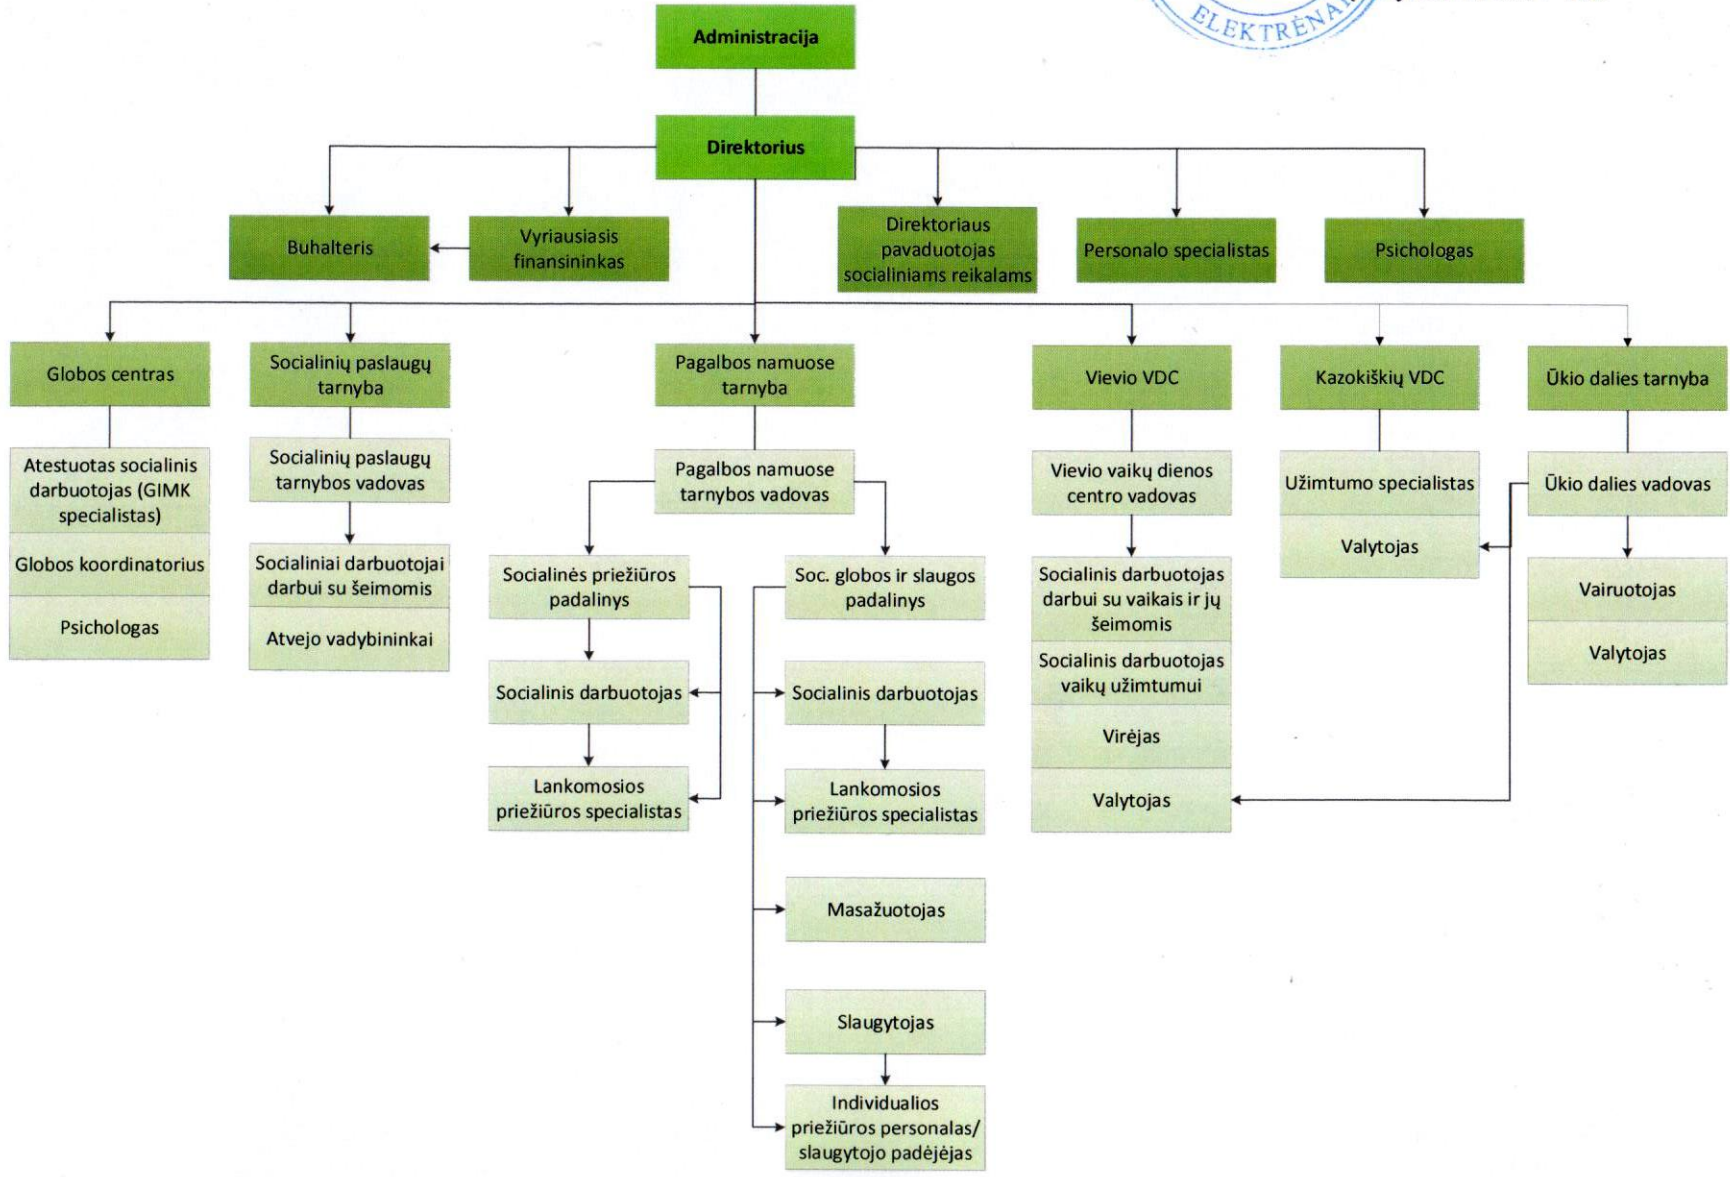 ELEKTRĖNAI
Administracija
Direktorius
Buhalteris
Vyriausiasis
finansininkas
Direktoriaus
pavaduotojas
socialiniams reikalams
Personalo specialistas
Psichologas
Globos centras
Socialinių paslaugų
tarnyba
Pagalbos namuose
tarnyba
Vievio VDC
Kazokiškių VDC
Ūkio dalies tarnyba
Atestuotas socialinis
darbuotojas (GIMK
specialistas)
Globos koordinatorius
Psichologas
Socialinių paslaugų
tarnybos vadovas
Socialiniai darbuotojai
darbui su šeimomis
Atvejo vadybininkai
Pagalbos namuose
tarnybos vadovas
Socialinės priežiūros
padalinys
Socialinis darbuotojas
Lankomosios
priežiūros specialistas
Soc. globos ir slaugos
padalinys
Socialinis darbuotojas
Lankomosios
priežiūros specialistas
Masažuotojas
Slaugytojas
Individualios
priežiūros personalas/
slaugytojo padėjėjas
Vievio vaikų dienos
centro vadovas
Socialinis darbuotojas
darbui su vaikais ir jų
šeimomis
Socialinis darbuotojas
vaikų užimtumui
Virėjas
Valytojas
Užimtumo specialistas
Valytojas
Ūkio dalies vadovas
Vairuotojas
Valytojas